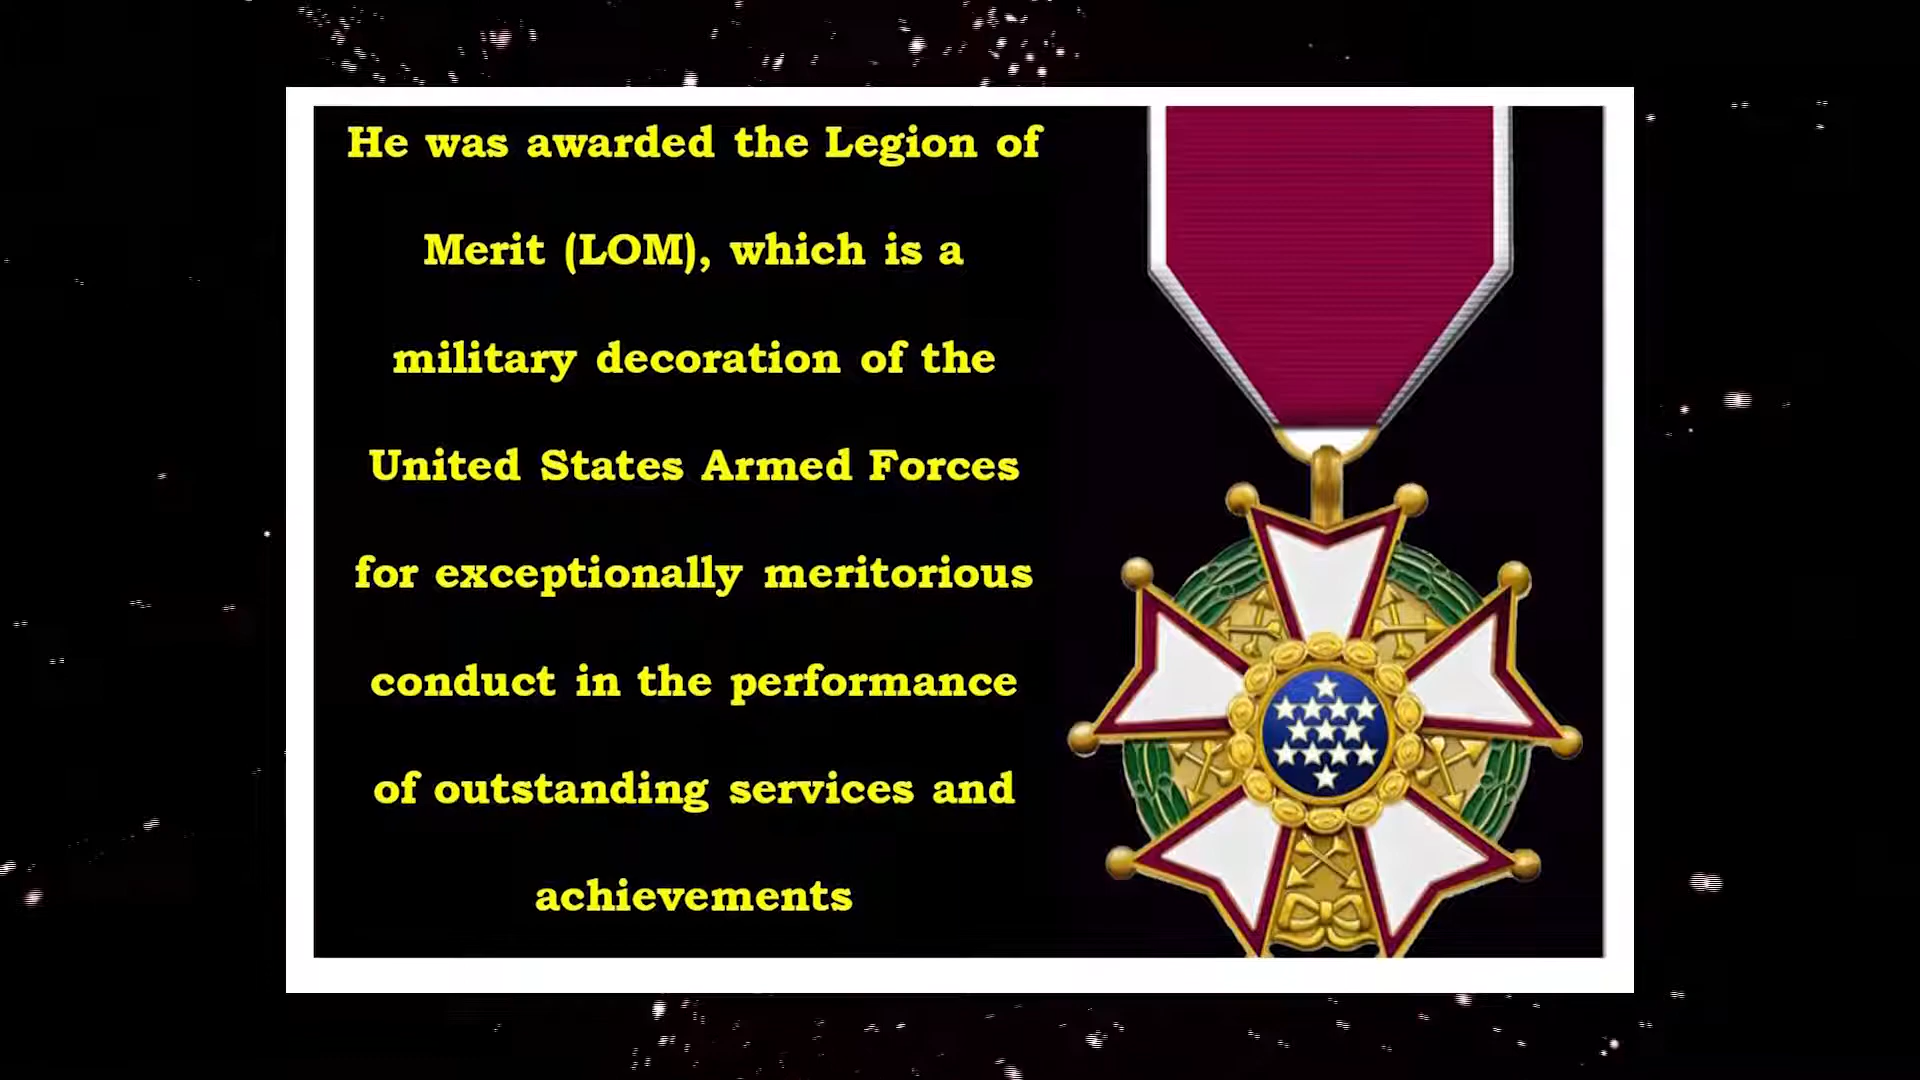 He was awarded the Legion of
Merit (LOM), which is a
military decoration of the
United States Armed Forces
for exceptionally meritorious
conduct in the performance
of outstanding services and
achievements